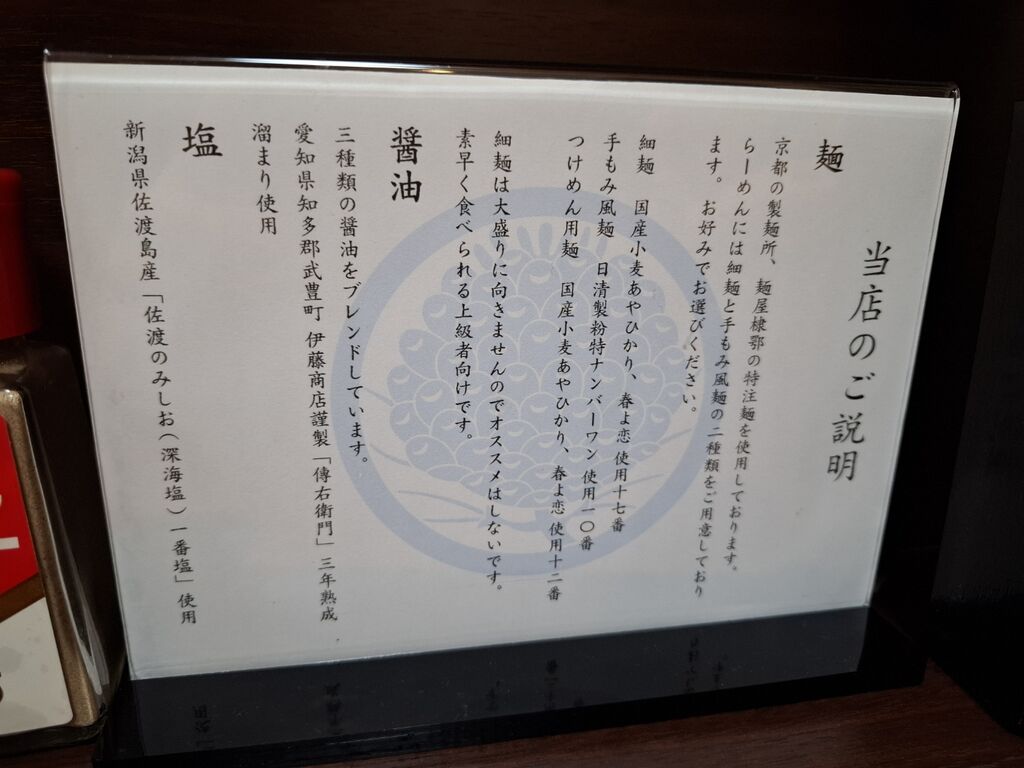 当店のご説明
麺
京都の製麺所、麺屋棣鄂の特注麺を使用しております。
らーめんには細麺と手もみ風麺の二種類をご用意しており
ます。お好みでお選びください。
細麺　国産小麦あやひかり、春よ恋 使用十七番
手もみ風麺　日清製粉特ナンバーワン 使用一〇番
つけめん用麺　国産小麦あやひかり、春よ恋 使用十二番
細麺は大盛りに向きませんのでオススメはしないです。
素早く食べられる上級者向けです。
醤油
三種類の醤油をブレンドしています。
愛知県知多郡武豊町 伊藤商店謹製「傳右衛門」三年熟成
溜まり使用
塩
新潟県佐渡島産「佐渡のみしお（深海塩）一番塩」使用